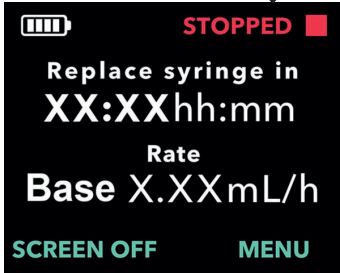 STOPPED
Replace syringe in
XX:XXhh:mm
Rate
Base X.XXmL/h
SCREEN OFF MENU